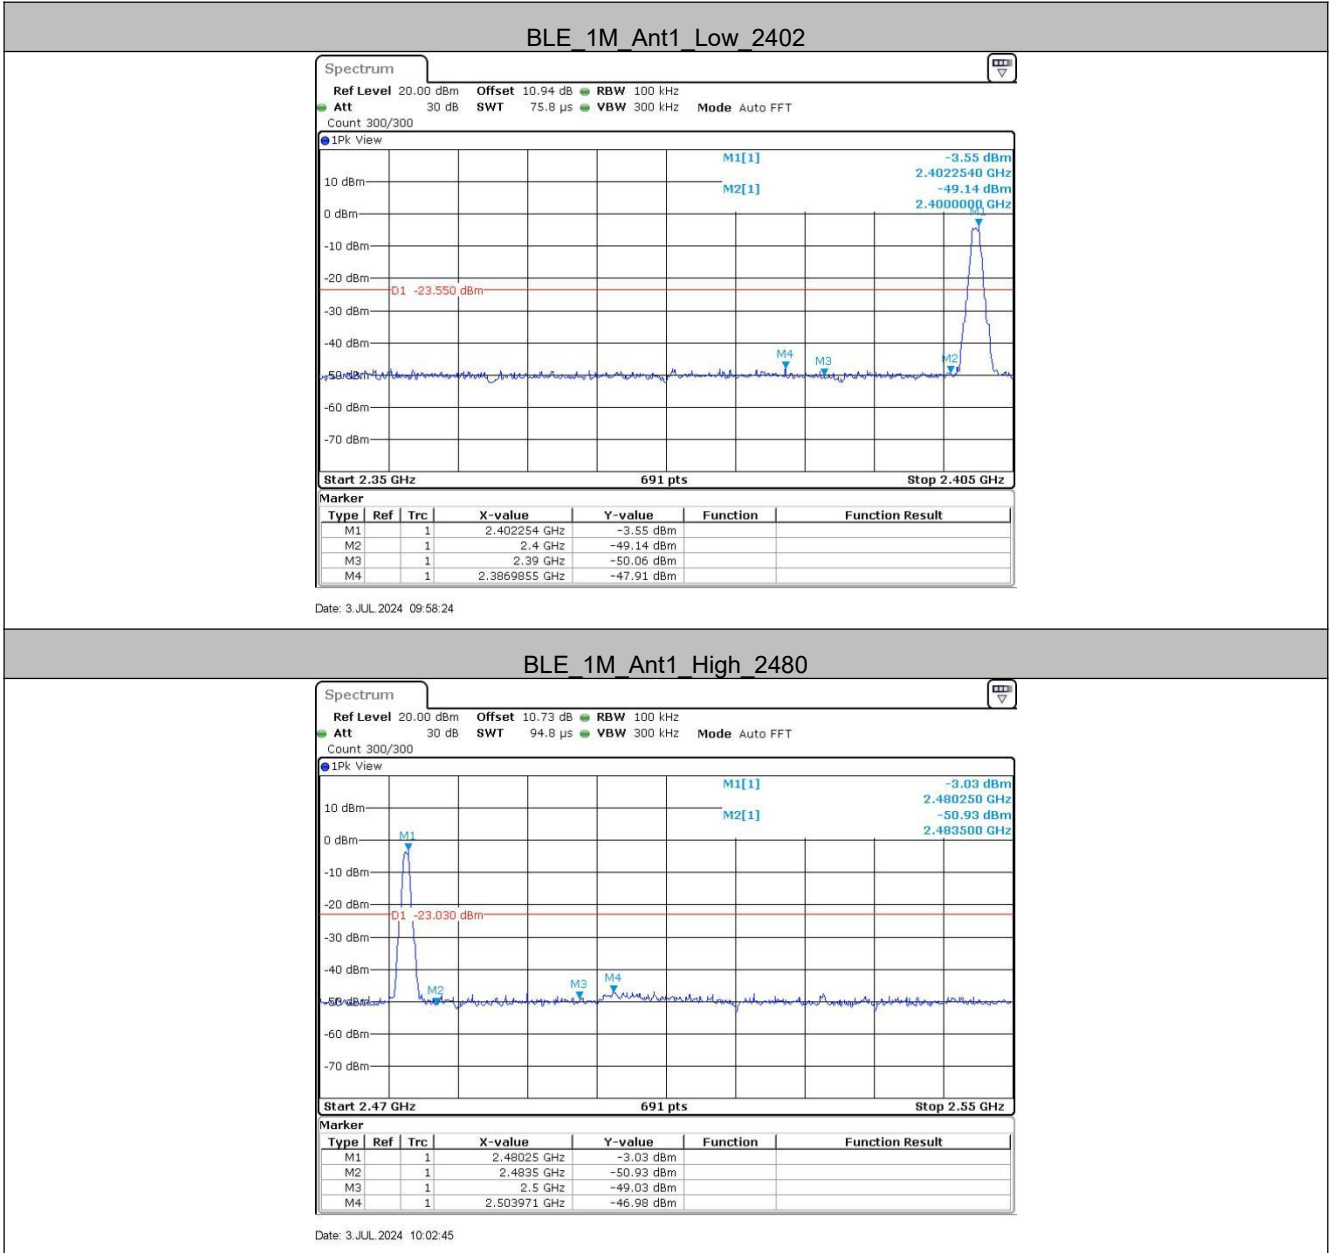 BLE_1M_Ant1_Low_2402
Spectrum
Ref Level 20.00 dBm Offset 10.94 dB RBW 100 kHz
Att 30 dB SWT 75.8 µs VBW 300 kHz Mode Auto FFT
Count 300/300
1Pk View
M1[1] -3.55 dBm
2.4022540 GHz
10 dBm
M2[1] -49.14 dBm
2.4000000 GHz
M1
0 dBm
-10 dBm
-20 dBm
D1 -23.550 dBm
-30 dBm
-40 dBm
M4
M3
M2
-50 dBm
-60 dBm
-70 dBm
Start 2.35 GHz 691 pts Stop 2.405 GHz
Marker
Type Ref Trc X-value Y-value Function Function Result
M1 1 2.402254 GHz -3.55 dBm
M2 1 2.4 GHz -49.14 dBm
M3 1 2.39 GHz -50.06 dBm
M4 1 2.3869855 GHz -47.91 dBm
Date: 3.JUL.2024 09:58:24
BLE_1M_Ant1_High_2480
Spectrum
Ref Level 20.00 dBm Offset 10.73 dB RBW 100 kHz
Att 30 dB SWT 94.8 µs VBW 300 kHz Mode Auto FFT
Count 300/300
1Pk View
M1[1] -3.03 dBm
2.480250 GHz
10 dBm
M2[1] -50.93 dBm
2.483500 GHz
0 dBm
M1
-10 dBm
-20 dBm
D1 -23.030 dBm
-30 dBm
-40 dBm
M2
M3
M4
-50 dBm
-60 dBm
-70 dBm
Start 2.47 GHz 691 pts Stop 2.55 GHz
Marker
Type Ref Trc X-value Y-value Function Function Result
M1 1 2.48025 GHz -3.03 dBm
M2 1 2.4835 GHz -50.93 dBm
M3 1 2.5 GHz -49.03 dBm
M4 1 2.503971 GHz -46.98 dBm
Date: 3.JUL.2024 10:02:45